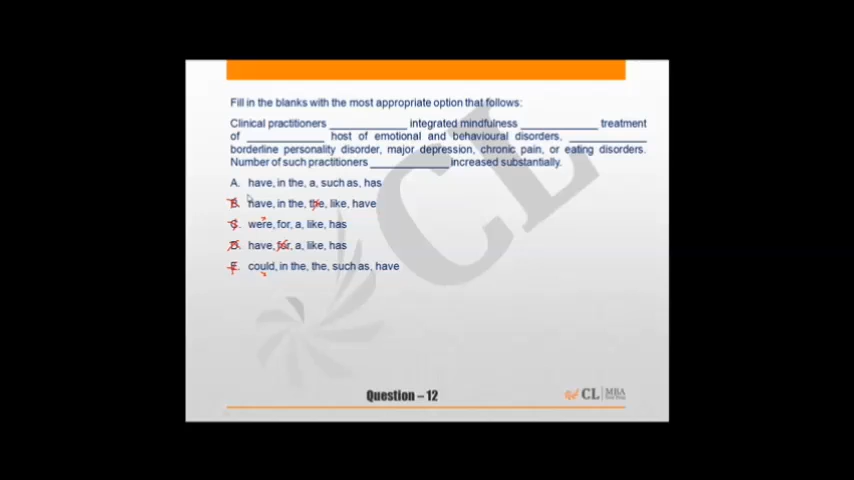 Fill in the blanks with the most appropriate option that follows:
Clinical practitioners ____________ integrated mindfulness ____________ treatment
of ____________ host of emotional and behavioural disorders, ____________
borderline personality disorder, major depression, chronic pain, or eating disorders.
Number of such practitioners ____________ increased substantially.
A. have, in the, a, such as, has
B. have, in the, the, like, have
C. were, for, a, like, has
D. have, for, a, like, has
E. could, in the, the, such as, have
CL
Question – 12
CL MBA